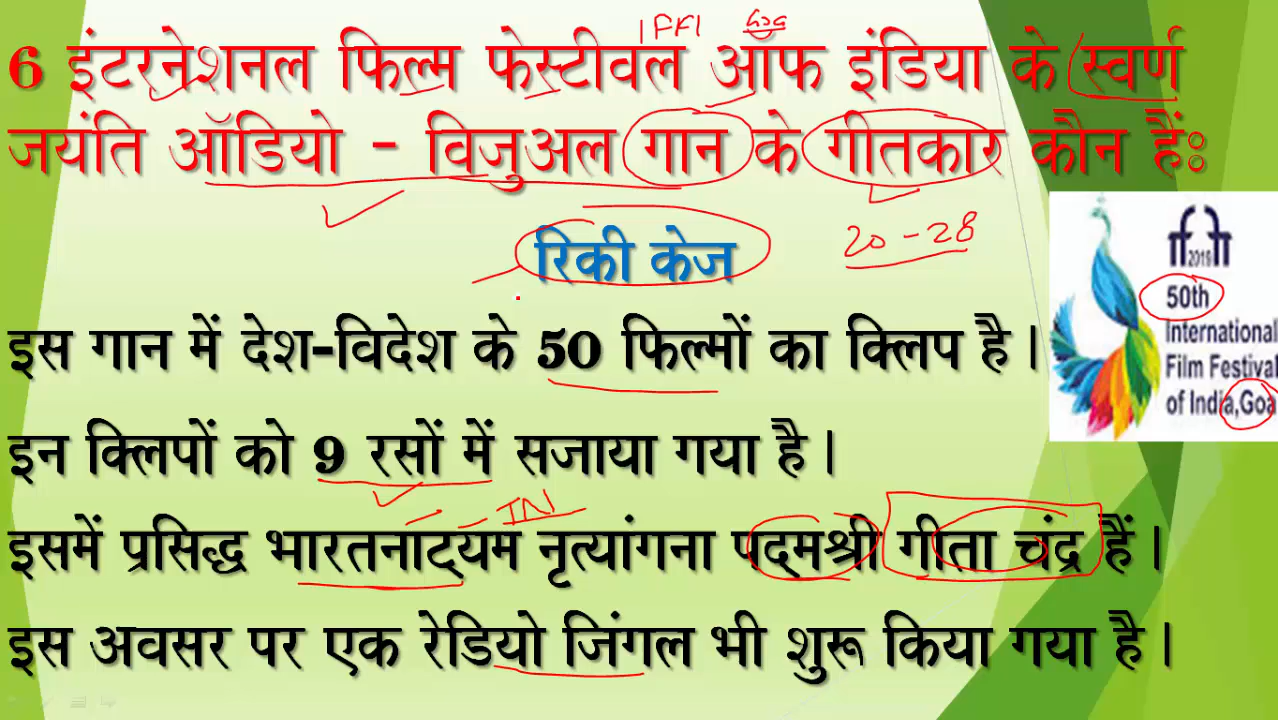 IFFI Goa
6 इंटरनेशनल फिल्म फेस्टीवल ऑफ इंडिया के स्वर्ण
जयंति ऑडियो - विजुअल गान के गीतकार कौन हैंः
20-28
रिकी केज
2019
50th
International
Film Festival
of India,Goa
इस गान में देश-विदेश के 50 फिल्मों का क्लिप है।
इन क्लिपों को 9 रसों में सजाया गया है।
IN
इसमें प्रसिद्ध भारतनाट्यम नृत्यांगना पद्मश्री गीता चंद्र हैं।
इस अवसर पर एक रेडियो जिंगल भी शुरू किया गया है।